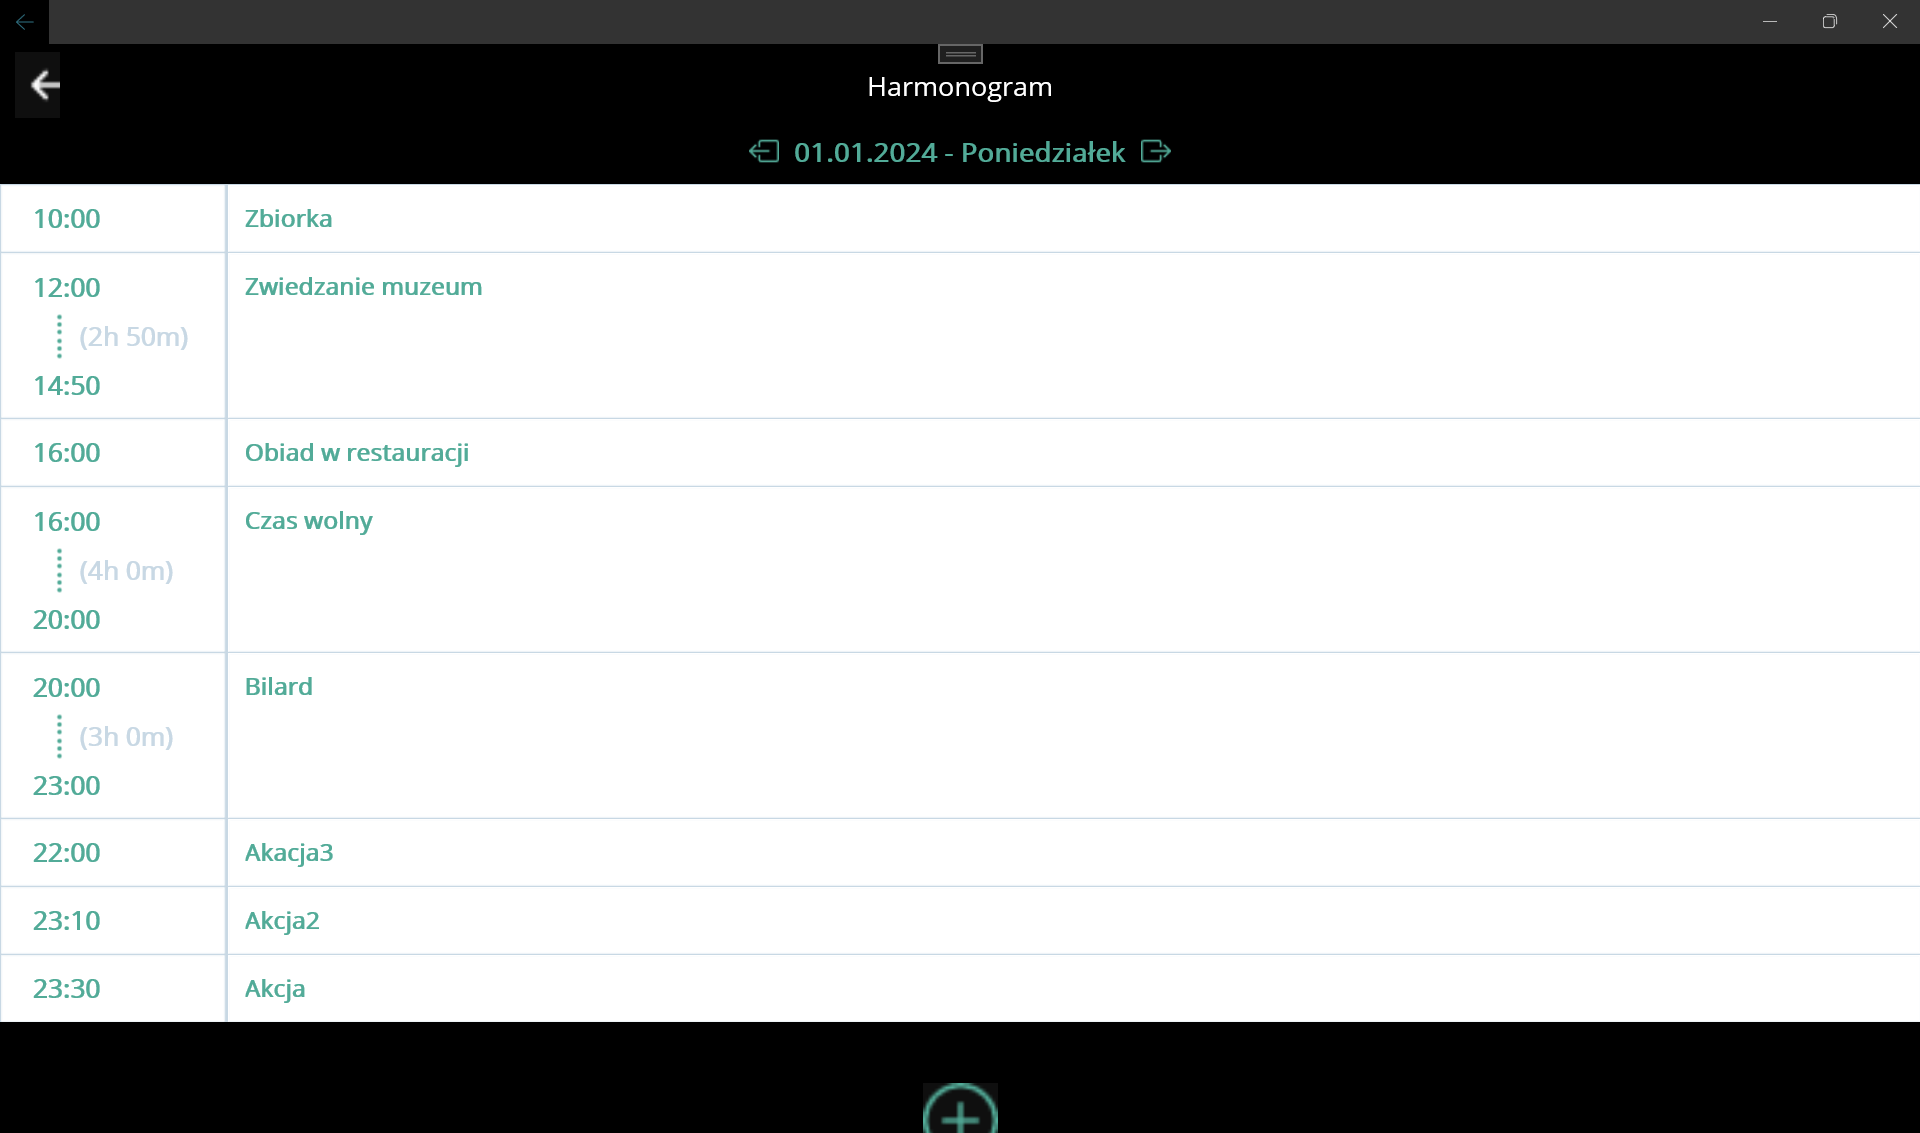 Harmonogram
01.01.2024 - Poniedziałek
10:00 Zbiorka
12:00 Zwiedzanie muzeum
(2h 50m)
14:50
16:00 Obiad w restauracji
16:00 Czas wolny
(4h 0m)
20:00
20:00 Bilard
(3h 0m)
23:00
22:00 Akacja3
23:10 Akcja2
23:30 Akcja